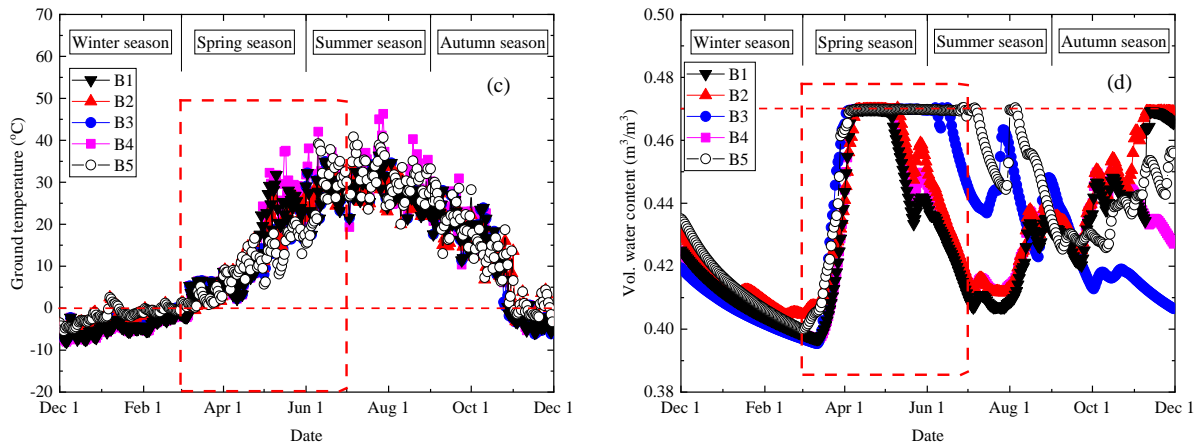 70
60
50
40
30
20
10
0
-10
-20
Ground temperature (°C)
Winter season
Spring season
Summer season
Autumn season
B1
B2
B3
B4
B5
(c)
Dec 1
Feb 1
Apr 1
Jun 1
Aug 1
Oct 1
Dec 1
Date
0.50
0.48
0.46
0.44
0.42
0.40
0.38
Vol. water content (m³/m³)
Winter season
Spring season
Summer season
Autumn season
B1
B2
B3
B4
B5
(d)
Dec 1
Feb 1
Apr 1
Jun 1
Aug 1
Oct 1
Dec 1
Date